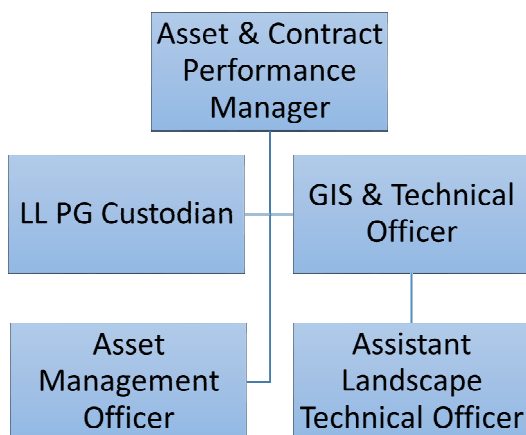 Asset & Contract
Performance
Manager
LL PG Custodian
GIS & Technical
Officer
Asset
Management
Officer
Assistant
Landscape
Technical Officer